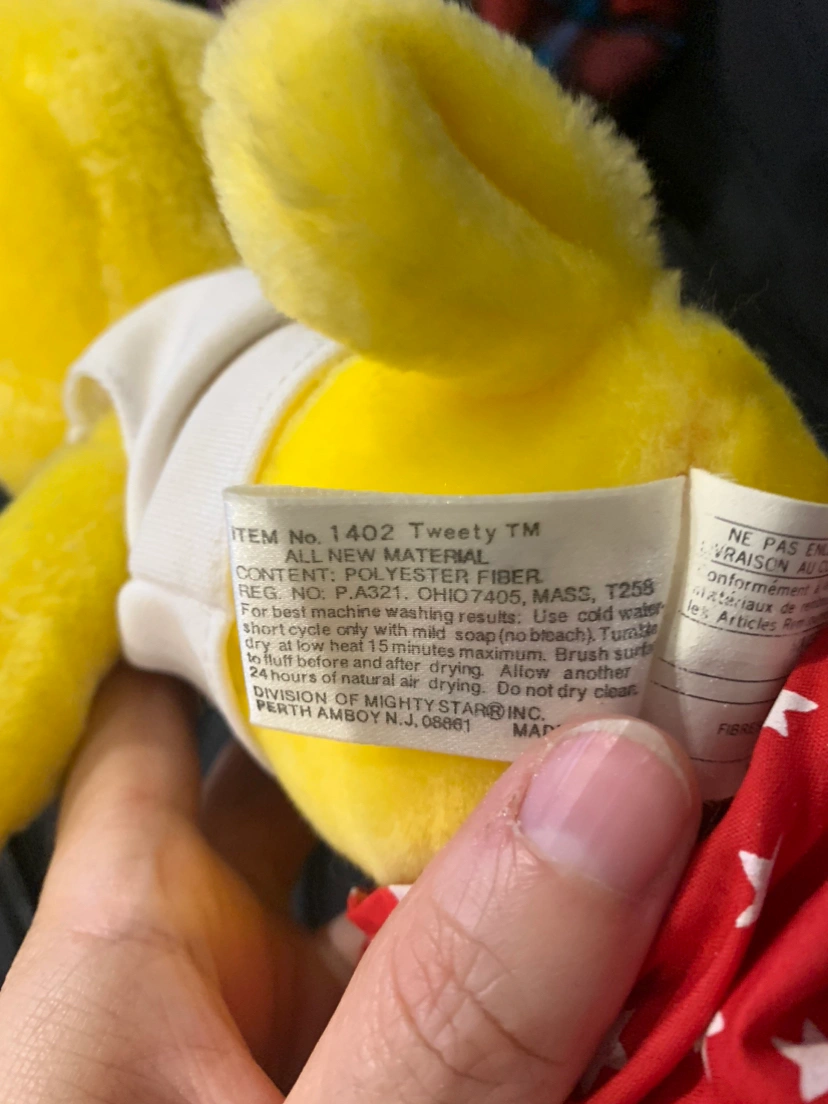 ITEM No. 1402 Tweety TM
ALL NEW MATERIAL
CONTENT: POLYESTER FIBER.
REG. NO: P.A321. OHIO7405, MASS, T258
For best machine washing results: Use cold water-
short cycle only with mild soap (no bleach). Tumble
dry at low heat 15 minutes maximum. Brush
to fluff before and after drying. Allow another
24 hours of natural air drying. Do not dry clean.
DIVISION OF MIGHTY STAR® INC.
PERTH AMBOY N.J. 08861
NE PAS
VRAISON AU
onformément
matériaux de
les Articles